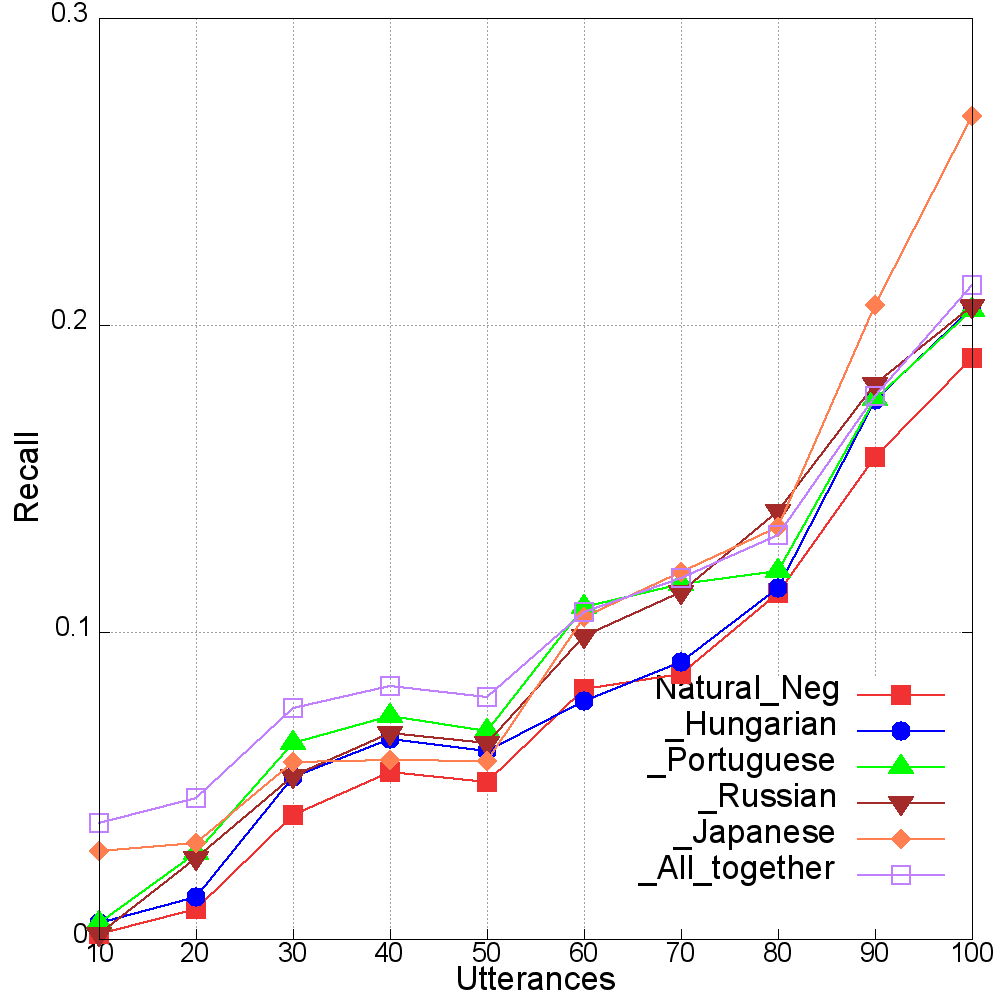 0.3
0.2
0.1
0
Recall
10 20 30 40 50 60 70 80 90 100
Utterances
Natural_Neg
_Hungarian
_Portuguese
_Russian
_Japanese
_All_together